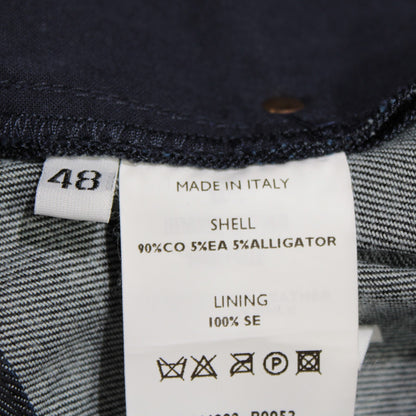 48
MADE IN ITALY
SHELL
90%CO 5%EA 5%ALLIGATOR
LINING
100% SE
P